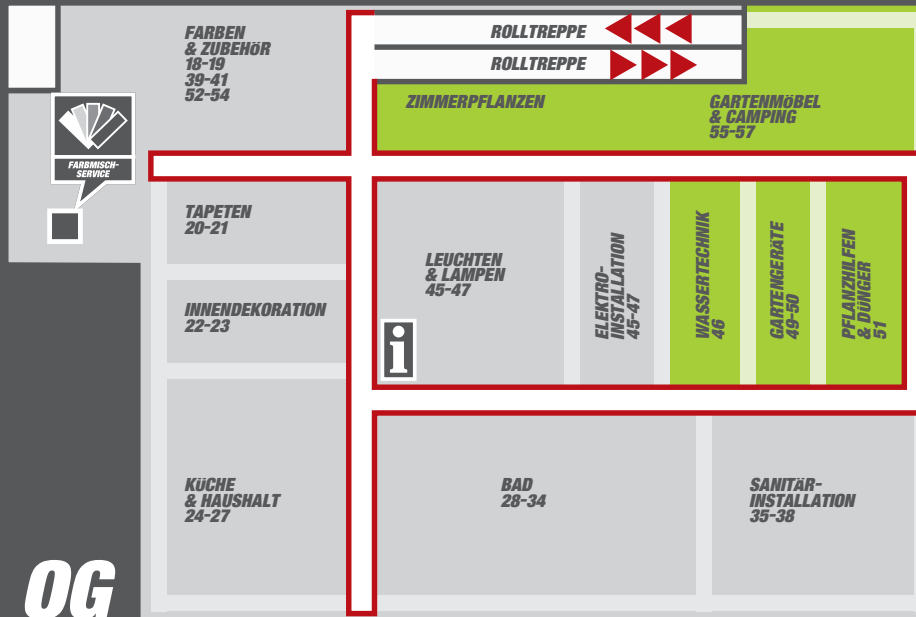 FARBEN
& ZUBEHÖR
18-19
39-41
52-54
ROLLTREPPE
ROLLTREPPE
ZIMMERPFLANZEN
GARTENMÖBEL
& CAMPING
55-57
FARBMISCH-
SERVICE
TAPETEN
20-21
INNENDEKORATION
22-23
LEUCHTEN
& LAMPEN
45-47
i
ELEKTRO-
INSTALLATION
45-47
WASSERTECHNIK
46
GARTENGERÄTE
49-50
PFLANZHILFEN
& DÜNGER
51
KÜCHE
& HAUSHALT
24-27
BAD
28-34
SANITÄR-
INSTALLATION
35-38
OG